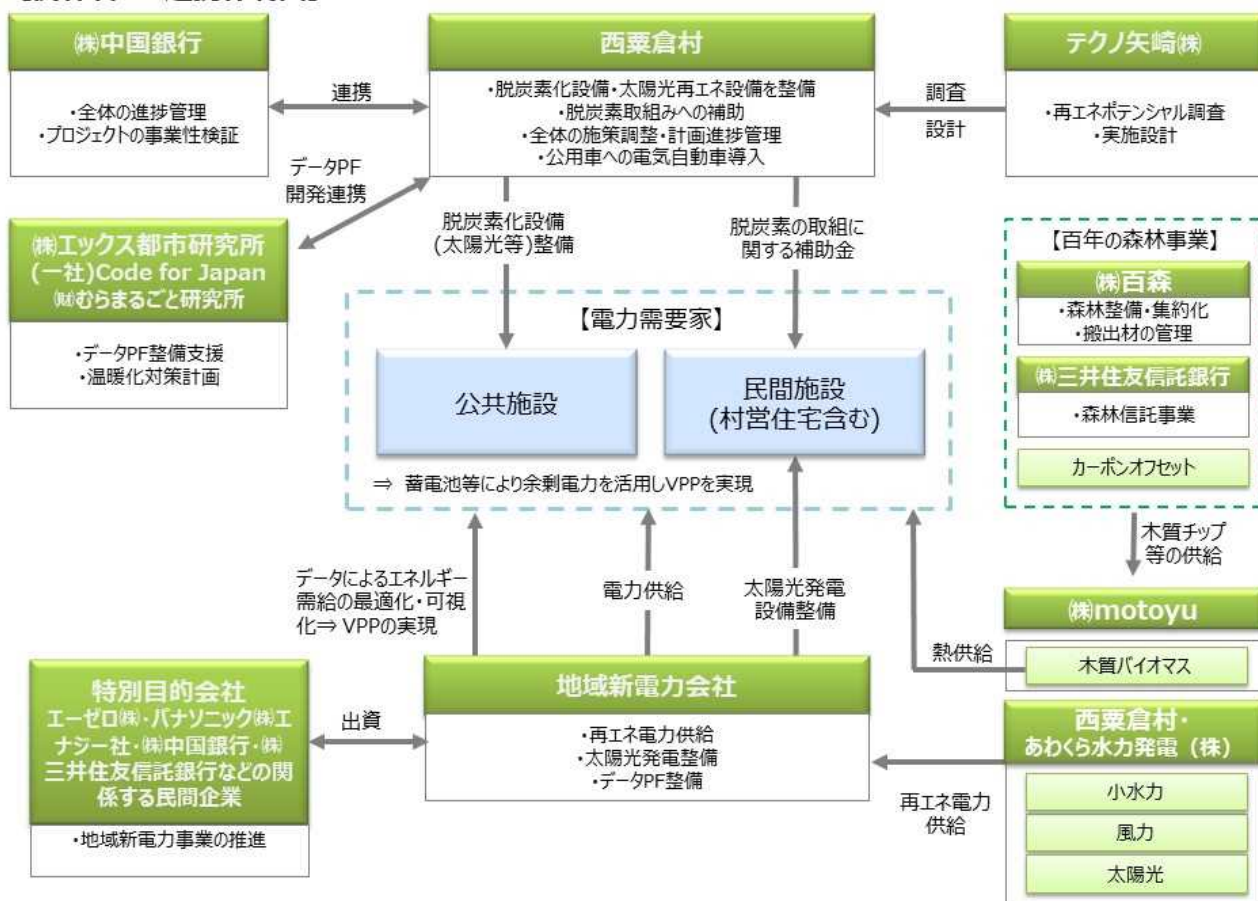 ㈱中国銀行
・全体の進捗管理
・プロジェクトの事業性検証
連携
西粟倉村
・脱炭素化設備・太陽光再エネ設備を整備
・脱炭素取組みへの補助
・全体の施策調整・計画進捗管理
・公用車への電気自動車導入
調査
設計
テクノ矢崎㈱
・再エネポテンシャル調査
・実施設計
データPF
開発連携
㈱エックス都市研究所
(一社)Code for Japan
㈶むらまるごと研究所
・データPF整備支援
・温暖化対策計画
脱炭素化設備
(太陽光等)整備
脱炭素の取組に
関する補助金
【電力需要家】
公共施設
民間施設
(村営住宅含む)
⇒ 蓄電池等により余剰電力を活用しVPPを実現
【百年の森林事業】
㈱百森
・森林整備・集約化
・搬出材の管理
㈱三井住友信託銀行
・森林信託事業
カーボンオフセット
木質チップ
等の供給
㈱motoyu
木質バイオマス
熱供給
データによるエネルギー
需給の最適化・可視
化⇒ VPPの実現
電力供給
太陽光発電
設備整備
特別目的会社
エーゼロ㈱・パナソニック㈱エ
ナジー社・㈱中国銀行・㈱
三井住友信託銀行などの関
係する民間企業
・地域新電力事業の推進
出資
地域新電力会社
・再エネ電力供給
・太陽光発電整備
・データPF整備
再エネ電力
供給
西粟倉村・
あわくら水力発電（株）
小水力
風力
太陽光